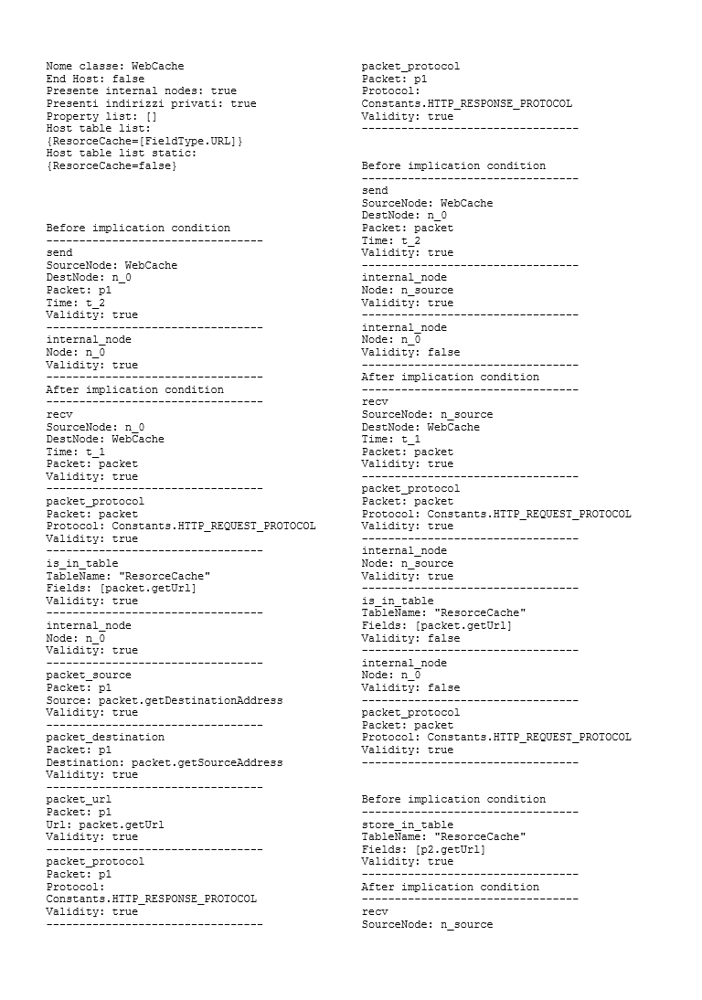 Nome classe: WebCache
End Host: false
Presente internal nodes: true
Presenti indirizzi privati: true
Property list: []
Host table list:
{ResorceCache=[FieldType.URL]}
Host table list static:
{ResorceCache=false}
Before implication condition
---------------------------------
send
SourceNode: WebCache
DestNode: n_0
Packet: p1
Time: t_2
Validity: true
---------------------------------
internal_node
Node: n_0
Validity: true
---------------------------------
After implication condition
---------------------------------
recv
SourceNode: n_0
DestNode: WebCache
Time: t_1
Packet: packet
Validity: true
---------------------------------
packet_protocol
Packet: packet
Protocol: Constants.HTTP_REQUEST_PROTOCOL
Validity: true
---------------------------------
is_in_table
TableName: "ResorceCache"
Fields: [packet.getUrl]
Validity: true
---------------------------------
internal_node
Node: n_0
Validity: true
---------------------------------
packet_source
Packet: p1
Source: packet.getDestinationAddress
Validity: true
---------------------------------
packet_destination
Packet: p1
Destination: packet.getSourceAddress
Validity: true
---------------------------------
packet_url
Packet: p1
Url: packet.getUrl
Validity: true
---------------------------------
packet_protocol
Packet: p1
Protocol:
Constants.HTTP_RESPONSE_PROTOCOL
Validity: true
---------------------------------
packet_protocol
Packet: p1
Protocol:
Constants.HTTP_RESPONSE_PROTOCOL
Validity: true
---------------------------------
Before implication condition
---------------------------------
send
SourceNode: WebCache
DestNode: n_0
Packet: packet
Time: t_2
Validity: true
---------------------------------
internal_node
Node: n_source
Validity: true
---------------------------------
internal_node
Node: n_0
Validity: false
---------------------------------
After implication condition
---------------------------------
recv
SourceNode: n_source
DestNode: WebCache
Time: t_1
Packet: packet
Validity: true
---------------------------------
packet_protocol
Packet: packet
Protocol: Constants.HTTP_REQUEST_PROTOCOL
Validity: true
---------------------------------
internal_node
Node: n_source
Validity: true
---------------------------------
is_in_table
TableName: "ResorceCache"
Fields: [packet.getUrl]
Validity: false
---------------------------------
internal_node
Node: n_0
Validity: false
---------------------------------
packet_protocol
Packet: packet
Protocol: Constants.HTTP_REQUEST_PROTOCOL
Validity: true
---------------------------------
Before implication condition
---------------------------------
store_in_table
TableName: "ResorceCache"
Fields: [p2.getUrl]
Validity: true
---------------------------------
After implication condition
---------------------------------
recv
SourceNode: n_source